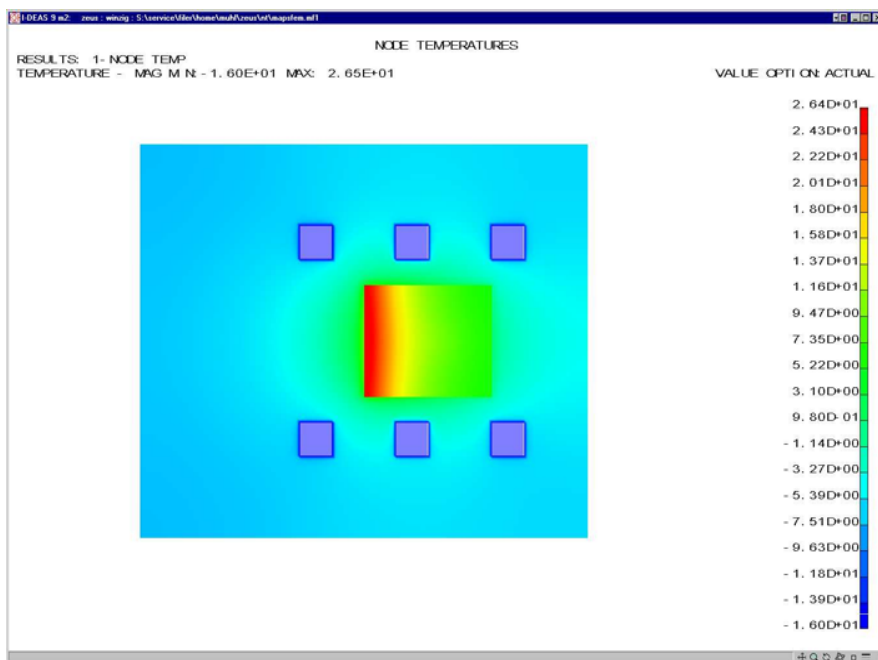 I-DEAS 9 m2: zeus : winzig : S:\service\filer\home\muhl\zeus\nt\mapsfem.mf1
NODE TEMPERATURES
RESULTS: 1- NODE TEMP
TEMPERATURE - MAG MIN:-1.60E+01 MAX: 2.65E+01
VALUE OPTION:ACTUAL
2.64D+01
2.43D+01
2.22D+01
2.01D+01
1.80D+01
1.58D+01
1.37D+01
1.16D+01
9.47D+00
7.35D+00
5.22D+00
3.10D+00
9.80D-01
-1.14D+00
-3.27D+00
-5.39D+00
-7.51D+00
-9.63D+00
-1.18D+01
-1.39D+01
-1.60D+01